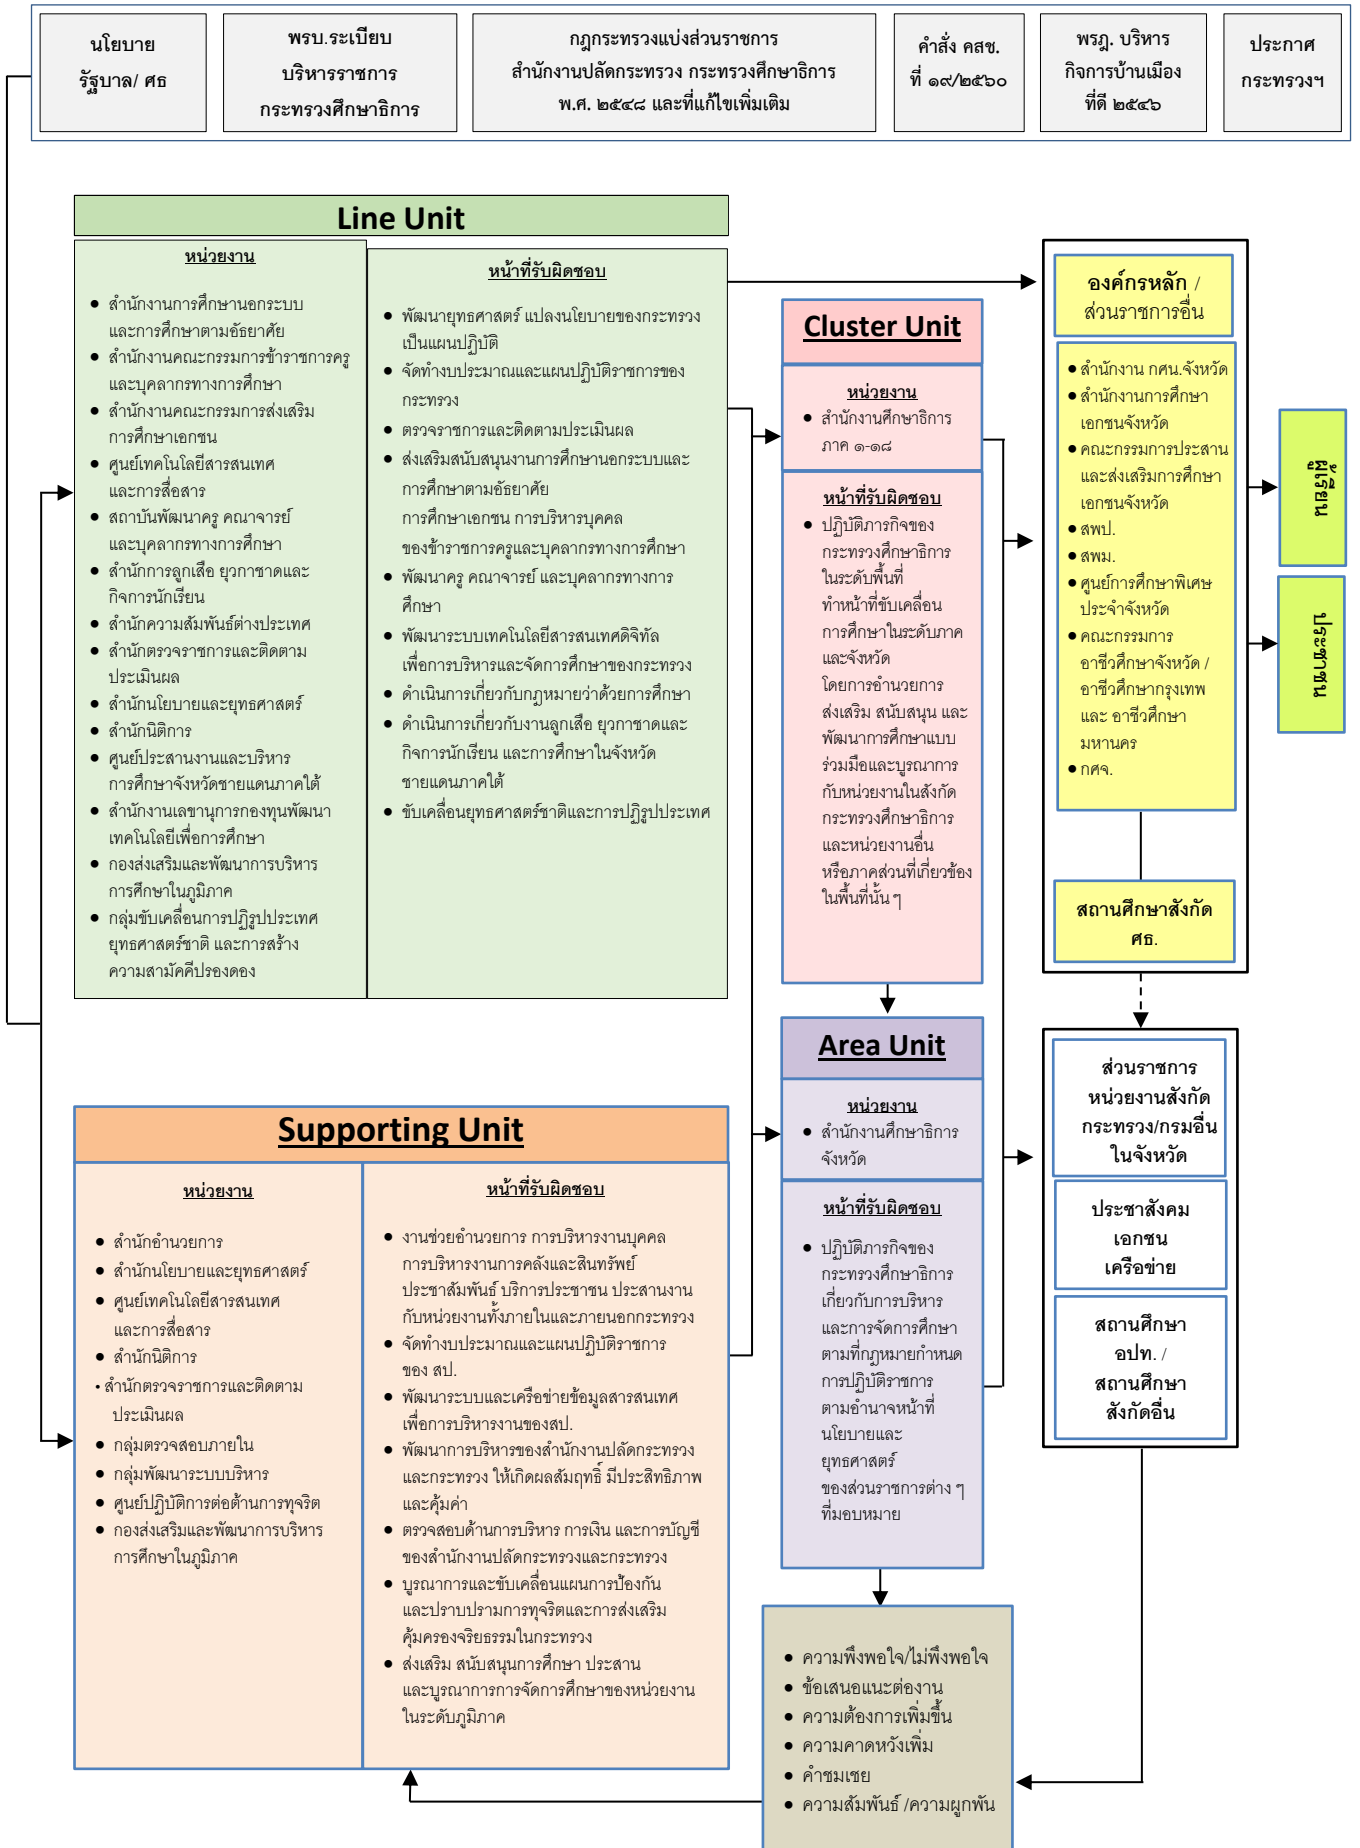 นโยบาย
รัฐบาล/ ศธ
พรบ.ระเบียบ
บริหารราชการ
กระทรวงศึกษาธิการ
กฎกระทรวงแบ่งส่วนราชการ
สำนักงานปลัดกระทรวง กระทรวงศึกษาธิการ
พ.ศ. ๒๕๔๘ และที่แก้ไขเพิ่มเติม
คำสั่ง คสช.
ที่ ๑๙/๒๕๖๐
พรฎ. บริหาร
กิจการบ้านเมือง
ที่ดี ๒๕๔๖
ประกาศ
กระทรวงฯ
Line Unit
หน่วยงาน
● สำนักงานการศึกษานอกระบบ
และการศึกษาตามอัธยาศัย
● สำนักงานคณะกรรมการข้าราชการครู
และบุคลากรทางการศึกษา
● สำนักงานคณะกรรมการส่งเสริม
การศึกษาเอกชน
● ศูนย์เทคโนโลยีสารสนเทศ
และการสื่อสาร
● สถาบันพัฒนาครู คณาจารย์
และบุคลากรทางการศึกษา
● สำนักการลูกเสือ ยุวกาชาดและ
กิจการนักเรียน
● สำนักความสัมพันธ์ต่างประเทศ
● สำนักตรวจราชการและติดตาม
ประเมินผล
● สำนักนโยบายและยุทธศาสตร์
● สำนักนิติการ
● ศูนย์ประสานงานและบริหาร
การศึกษาจังหวัดชายแดนภาคใต้
● สำนักงานเลขานุการกองทุนพัฒนา
เทคโนโลยีเพื่อการศึกษา
● กองส่งเสริมและพัฒนาการบริหาร
การศึกษาในภูมิภาค
● กลุ่มขับเคลื่อนการปฏิรูปประเทศ
ยุทธศาสตร์ชาติ และการสร้าง
ความสามัคคีปรองดอง
หน้าที่รับผิดชอบ
● พัฒนายุทธศาสตร์ แปลงนโยบายของกระทรวง
เป็นแผนปฏิบัติ
● จัดทำงบประมาณและแผนปฏิบัติราชการของ
กระทรวง
● ตรวจราชการและติดตามประเมินผล
● ส่งเสริมสนับสนุนงานการศึกษานอกระบบและ
การศึกษาตามอัธยาศัย
การศึกษาเอกชน การบริหารบุคคล
ของข้าราชการครูและบุคลากรทางการศึกษา
● พัฒนาครู คณาจารย์ และบุคลากรทางการ
ศึกษา
● พัฒนาระบบเทคโนโลยีสารสนเทศดิจิทัล
เพื่อการบริหารและจัดการศึกษาของกระทรวง
● ดำเนินการเกี่ยวกับกฎหมายว่าด้วยการศึกษา
● ดำเนินการเกี่ยวกับงานลูกเสือ ยุวกาชาดและ
กิจการนักเรียน และการศึกษาในจังหวัด
ชายแดนภาคใต้
● ขับเคลื่อนยุทธศาสตร์ชาติและการปฏิรูปประเทศ
Cluster Unit
หน่วยงาน
● สำนักงานศึกษาธิการ
ภาค ๑-๑๘
หน้าที่รับผิดชอบ
● ปฏิบัติภารกิจของ
กระทรวงศึกษาธิการ
ในระดับพื้นที่
ทำหน้าที่ขับเคลื่อน
การศึกษาในระดับภาค
และจังหวัด
โดยการอำนวยการ
ส่งเสริม สนับสนุน และ
พัฒนาการศึกษาแบบ
ร่วมมือและบูรณาการ
กับหน่วยงานในสังกัด
กระทรวงศึกษาธิการ
และหน่วยงานอื่น
หรือภาคส่วนที่เกี่ยวข้อง
ในพื้นที่นั้น ๆ
องค์กรหลัก /
ส่วนราชการอื่น
● สำนักงาน กศน.จังหวัด
● สำนักงานการศึกษา
เอกชนจังหวัด
● คณะกรรมการประสาน
และส่งเสริมการศึกษา
เอกชนจังหวัด
● สพป.
● สพม.
● ศูนย์การศึกษาพิเศษ
ประจำจังหวัด
● คณะกรรมการ
อาชีวศึกษาจังหวัด /
อาชีวศึกษากรุงเทพ
และ อาชีวศึกษา
มหานคร
● กศจ.
สถานศึกษาสังกัด
ศธ.
ผู้เรียน
ประชาชน
Area Unit
หน่วยงาน
● สำนักงานศึกษาธิการ
จังหวัด
หน้าที่รับผิดชอบ
● ปฏิบัติภารกิจของ
กระทรวงศึกษาธิการ
เกี่ยวกับการบริหาร
และการจัดการศึกษา
ตามที่กฎหมายกำหนด
การปฏิบัติราชการ
ตามอำนาจหน้าที่
นโยบายและ
ยุทธศาสตร์
ของส่วนราชการต่าง ๆ
ที่มอบหมาย
ส่วนราชการ
หน่วยงานสังกัด
กระทรวง/กรมอื่น
ในจังหวัด
ประชาสังคม
เอกชน
เครือข่าย
สถานศึกษา
อปท. /
สถานศึกษา
สังกัดอื่น
Supporting Unit
หน่วยงาน
● สำนักอำนวยการ
● สำนักนโยบายและยุทธศาสตร์
● ศูนย์เทคโนโลยีสารสนเทศ
และการสื่อสาร
● สำนักนิติการ
• สำนักตรวจราชการและติดตาม
ประเมินผล
● กลุ่มตรวจสอบภายใน
● กลุ่มพัฒนาระบบบริหาร
● ศูนย์ปฏิบัติการต่อต้านการทุจริต
● กองส่งเสริมและพัฒนาการบริหาร
การศึกษาในภูมิภาค
หน้าที่รับผิดชอบ
● งานช่วยอำนวยการ การบริหารงานบุคคล
การบริหารงานการคลังและสินทรัพย์
ประชาสัมพันธ์ บริการประชาชน ประสานงาน
กับหน่วยงานทั้งภายในและภายนอกกระทรวง
● จัดทำงบประมาณและแผนปฏิบัติราชการ
ของ สป.
● พัฒนาระบบและเครือข่ายข้อมูลสารสนเทศ
เพื่อการบริหารงานของสป.
● พัฒนาการบริหารของสำนักงานปลัดกระทรวง
และกระทรวง ให้เกิดผลสัมฤทธิ์ มีประสิทธิภาพ
และคุ้มค่า
● ตรวจสอบด้านการบริหาร การเงิน และการบัญชี
ของสำนักงานปลัดกระทรวงและกระทรวง
● บูรณาการและขับเคลื่อนแผนการป้องกัน
และปราบปรามการทุจริตและการส่งเสริม
คุ้มครองจริยธรรมในกระทรวง
● ส่งเสริม สนับสนุนการศึกษา ประสาน
และบูรณาการการจัดการศึกษาของหน่วยงาน
ในระดับภูมิภาค
● ความพึงพอใจ/ไม่พึงพอใจ
● ข้อเสนอแนะต่องาน
● ความต้องการเพิ่มขึ้น
● ความคาดหวังเพิ่ม
● คำชมเชย
● ความสัมพันธ์ /ความผูกพัน